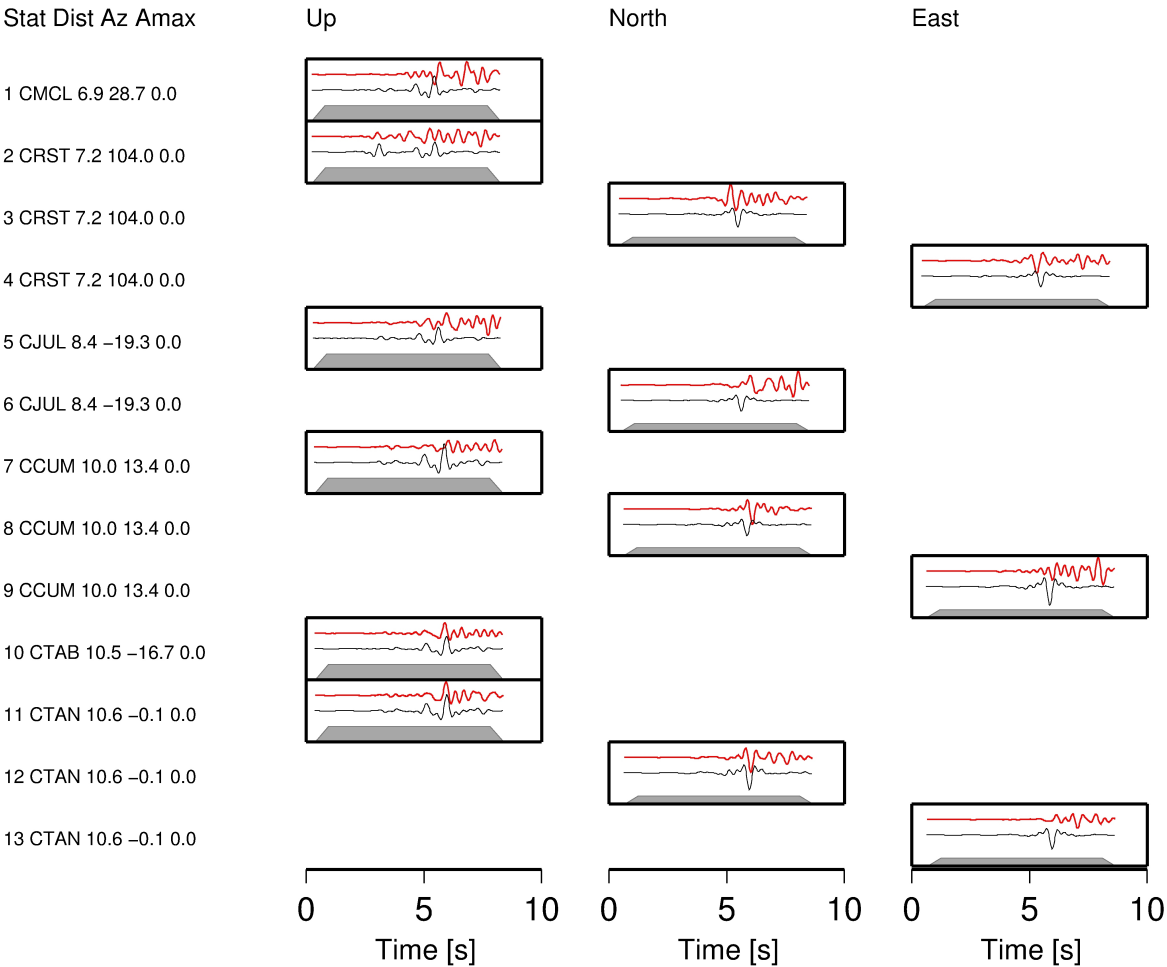 Stat Dist Az Amax Up North East
1 CMCL 6.9 28.7 0.0
2 CRST 7.2 104.0 0.0
3 CRST 7.2 104.0 0.0
4 CRST 7.2 104.0 0.0
5 CJUL 8.4 −19.3 0.0
6 CJUL 8.4 −19.3 0.0
7 CCUM 10.0 13.4 0.0
8 CCUM 10.0 13.4 0.0
9 CCUM 10.0 13.4 0.0
10 CTAB 10.5 −16.7 0.0
11 CTAN 10.6 −0.1 0.0
12 CTAN 10.6 −0.1 0.0
13 CTAN 10.6 −0.1 0.0
0 5 10 0 5 10 0 5 10
Time [s] Time [s] Time [s]